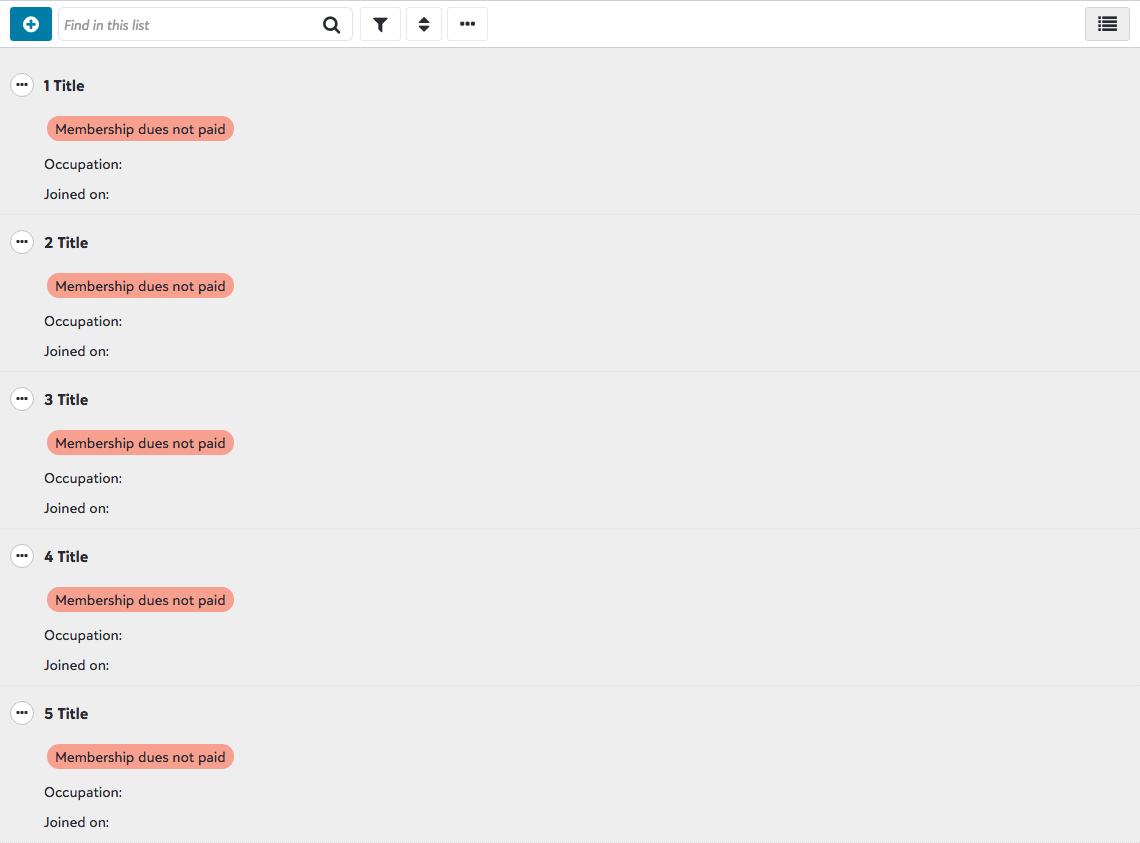 Find in this list
1 Title
Membership dues not paid
Occupation:
Joined on:
2 Title
Membership dues not paid
Occupation:
Joined on:
3 Title
Membership dues not paid
Occupation:
Joined on:
4 Title
Membership dues not paid
Occupation:
Joined on:
5 Title
Membership dues not paid
Occupation:
Joined on: